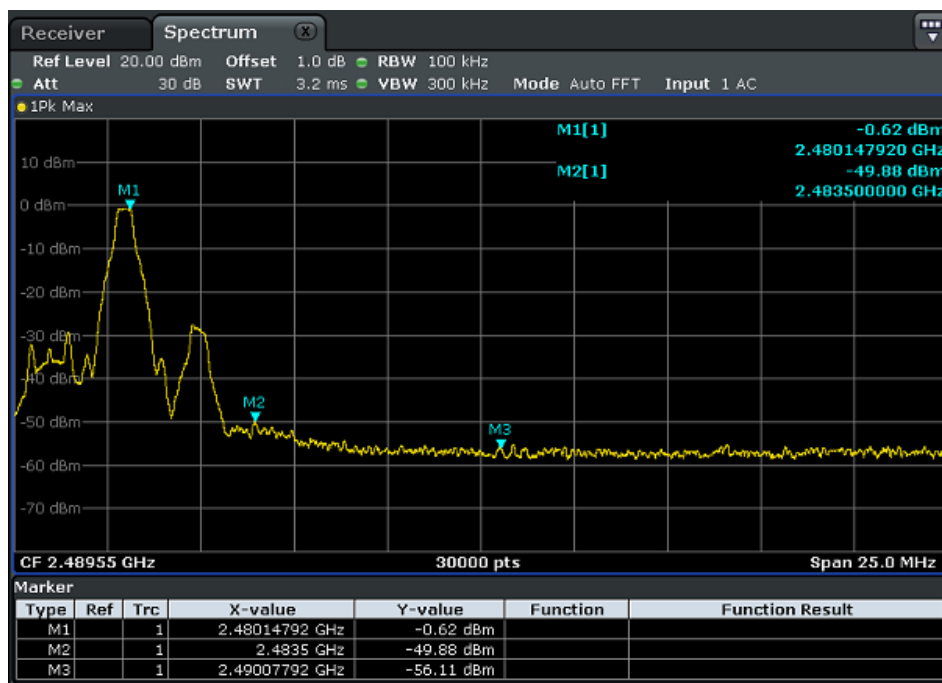 Receiver Spectrum X
Ref Level 20.00 dBm Offset 1.0 dB RBW 100 kHz
Att 30 dB SWT 3.2 ms VBW 300 kHz Mode Auto FFT Input 1 AC
1Pk Max
M1[1] -0.62 dBm
2.480147920 GHz
10 dBm
M2[1] -49.88 dBm
2.483500000 GHz
M1
0 dBm
-10 dBm
-20 dBm
-30 dBm
-40 dBm
M2
-50 dBm
M3
-60 dBm
-70 dBm
CF 2.48955 GHz 30000 pts Span 25.0 MHz
Marker
Type Ref Trc X-value Y-value Function Function Result
M1 1 2.48014792 GHz -0.62 dBm
M2 1 2.4835 GHz -49.88 dBm
M3 1 2.49007792 GHz -56.11 dBm